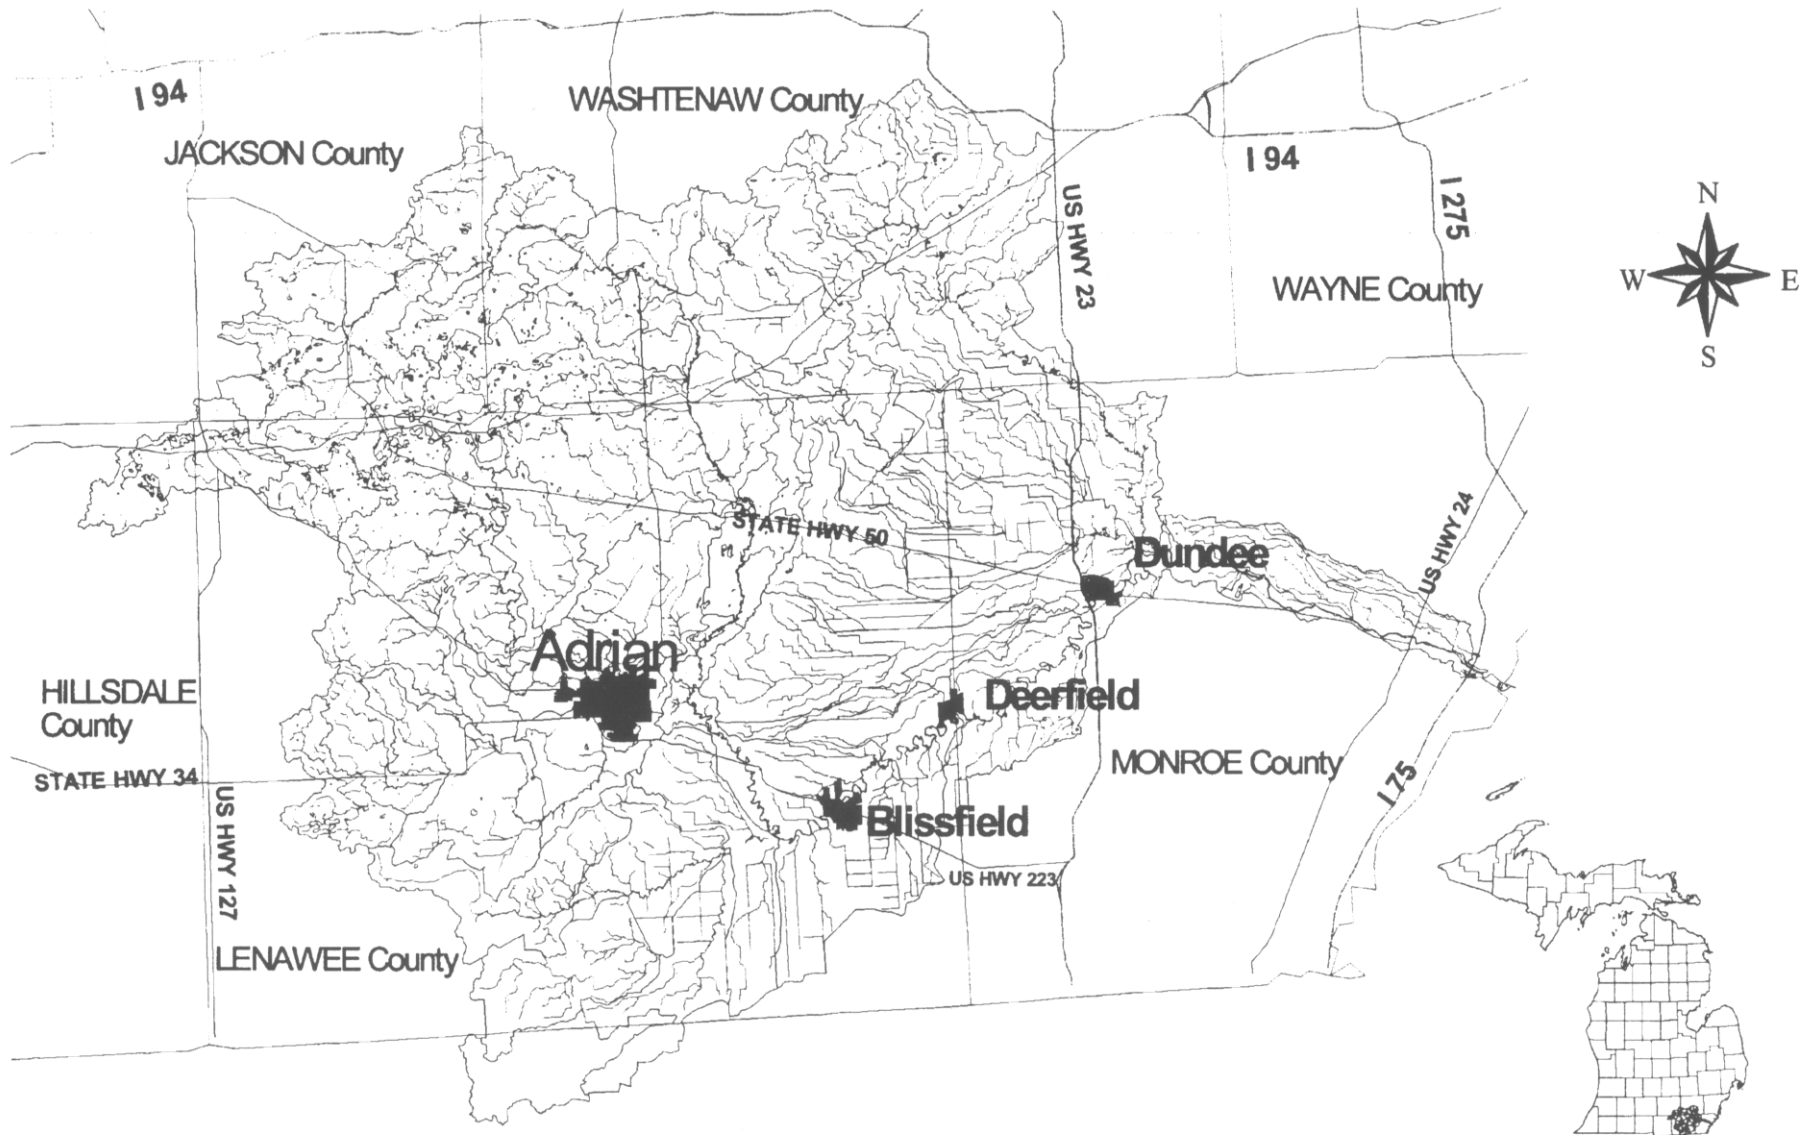 I 94
WASHTENAW County
JACKSON County
I 94
US HWY 23
I 275
N
W
E
S
WAYNE County
STATE HWY 50
Dundee
US HWY 24
Adrian
HILLSDALE
County
Deerfield
MONROE County
STATE HWY 34
US HWY 127
I 75
Blissfield
US HWY 223
LENAWEE County